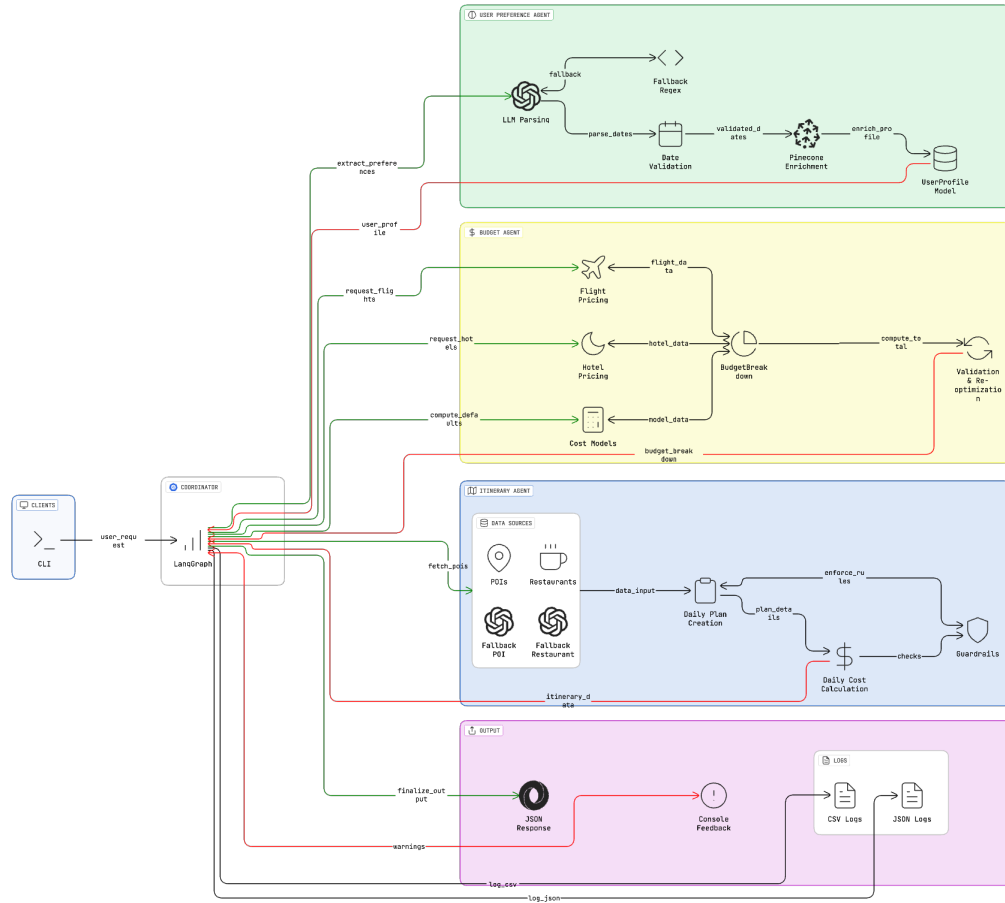 USER PREFERENCE AGENT
fallback
Fallback
Regex
LLM Parsing
parse_dates
validated_d
ates
enrich_pro
file
Date
Validation
Pinecone
Enrichment
UserProfile
Model
extract_prefere
nces
user_prof
ile
BUDGET AGENT
flight_da
ta
Flight
Pricing
request_flig
hts
request_hot
els
hotel_data
compute_to
tal
Hotel
Pricing
BudgetBreak
down
Validation
& Re-
optimizatio
n
compute_defa
ults
model_data
Cost Models
budget_break
down
COORDINATOR
LangGraph
CLIENTS
CLI
user_requ
est
ITINERARY AGENT
DATA SOURCES
POIs
Restaurants
Fallback
POI
Fallback
Restaurant
fetch_pois
data_input
Daily Plan
Creation
enforce_ru
les
plan_deta
ils
Daily Cost
Calculation
checks
Guardrails
itinerary_d
ata
OUTPUT
finalize_out
put
JSON
Response
Console
Feedback
LOGS
CSV Logs
JSON Logs
warnings
log_csv
log_json